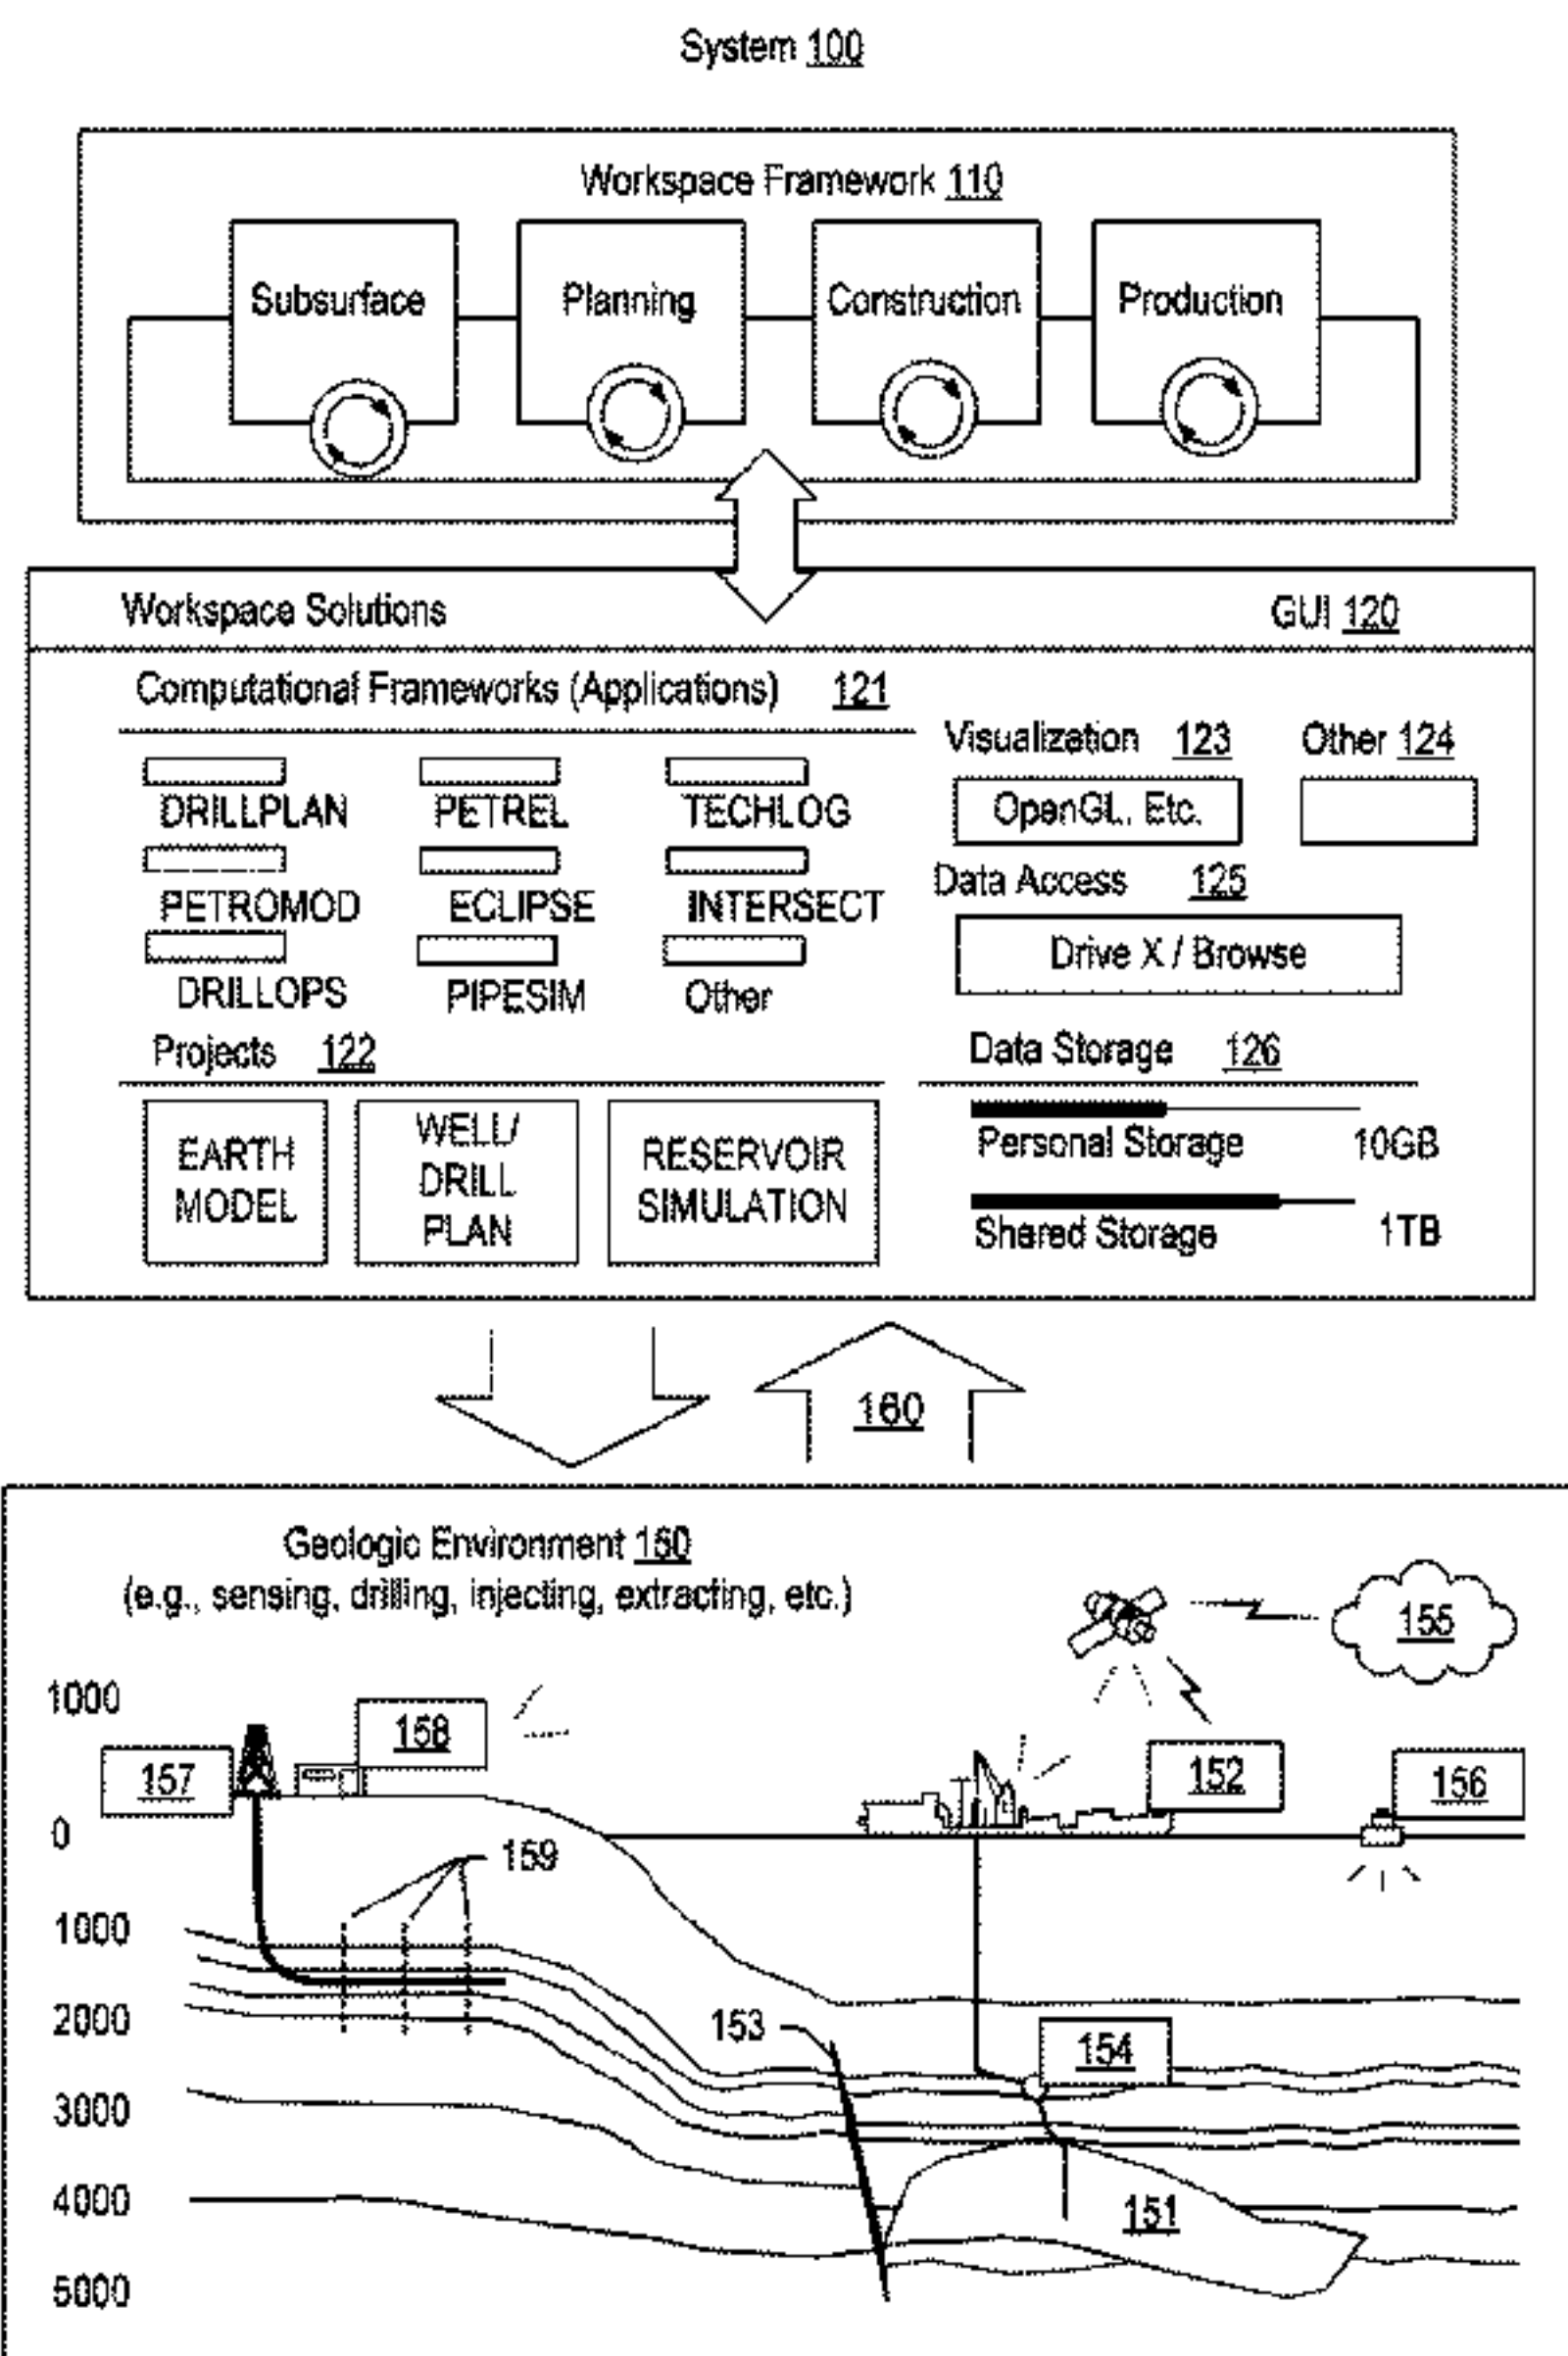 System 100
Workspace Framework 110
Subsurface
Planning
Construction
Production
Workspace Solutions
GUI 120
Computational Frameworks (Applications) 121
DRILLPLAN
PETREL
TECHLOG
PETROMOD
ECLIPSE
INTERSECT
DRILLOPS
PIPESIM
Other
Visualization 123
Other 124
OpenGL. Etc.
Data Access 125
Drive X / Browse
Projects 122
EARTH
MODEL
WELL/
DRILL
PLAN
RESERVOIR
SIMULATION
Data Storage 126
Personal Storage 10GB
Shared Storage 1TB
160
Geologic Environment 150
(e.g., sensing, drilling, injecting, extracting, etc.)
155
1000
158
157
152
156
0
159
1000
2000
153
154
3000
4000
151
5000